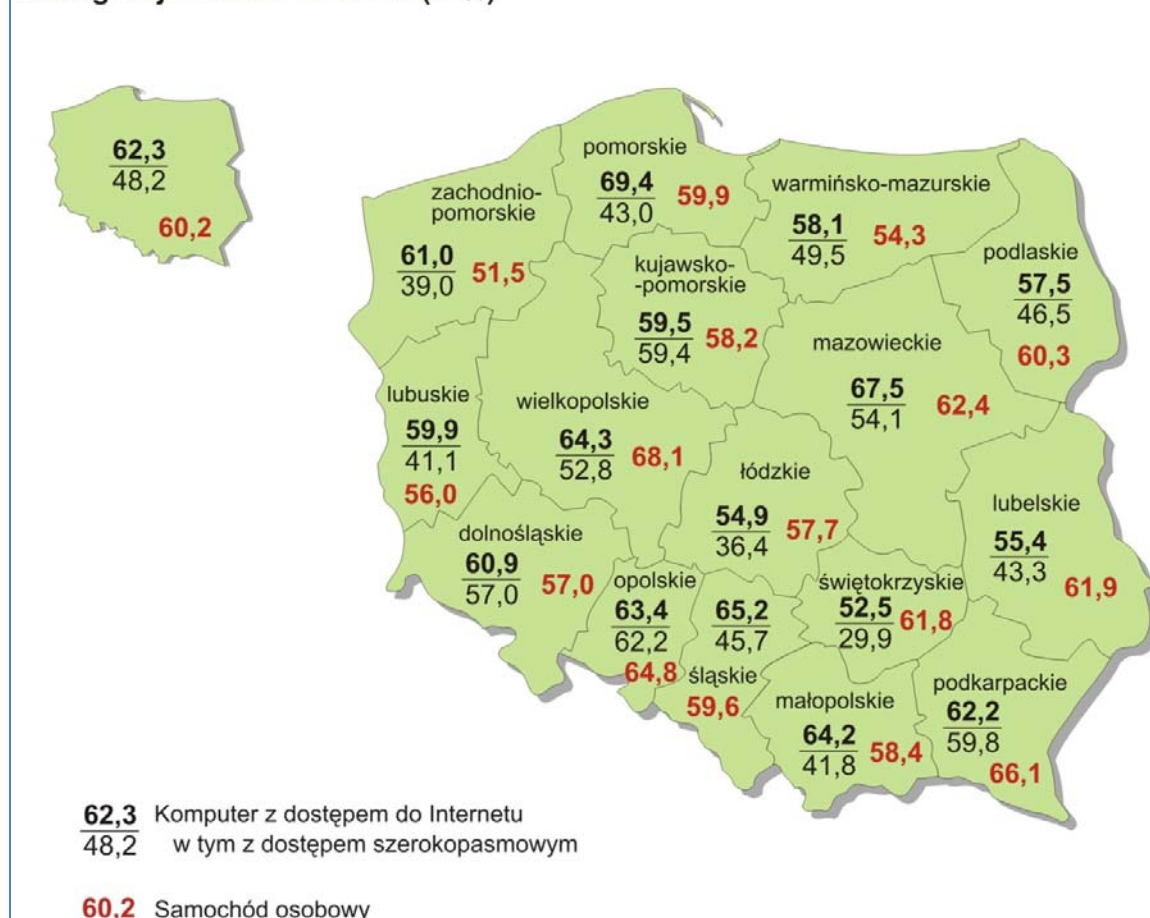 62,3
48,2
60,2
pomorskie
69,4
43,0
59,9
zachodnio-
pomorskie
61,0
39,0
51,5
warmińsko-mazurskie
58,1
49,5
54,3
podlaskie
57,5
46,5
60,3
kujawsko-
-pomorskie
59,5
59,4
58,2
mazowieckie
67,5
54,1
62,4
lubuskie
59,9
41,1
56,0
wielkopolskie
64,3
52,8
68,1
łódzkie
54,9
36,4
57,7
lubelskie
55,4
43,3
61,9
dolnośląskie
60,9
57,0
57,0
opolskie
63,4
62,2
64,8
65,2
45,7
śląskie
59,6
świętokrzyskie
52,5
29,9
61,8
małopolskie
64,2
41,8
58,4
podkarpackie
62,2
59,8
66,1
62,3 Komputer z dostępem do Internetu
48,2 w tym z dostępem szerokopasmowym
60,2 Samochód osobowy